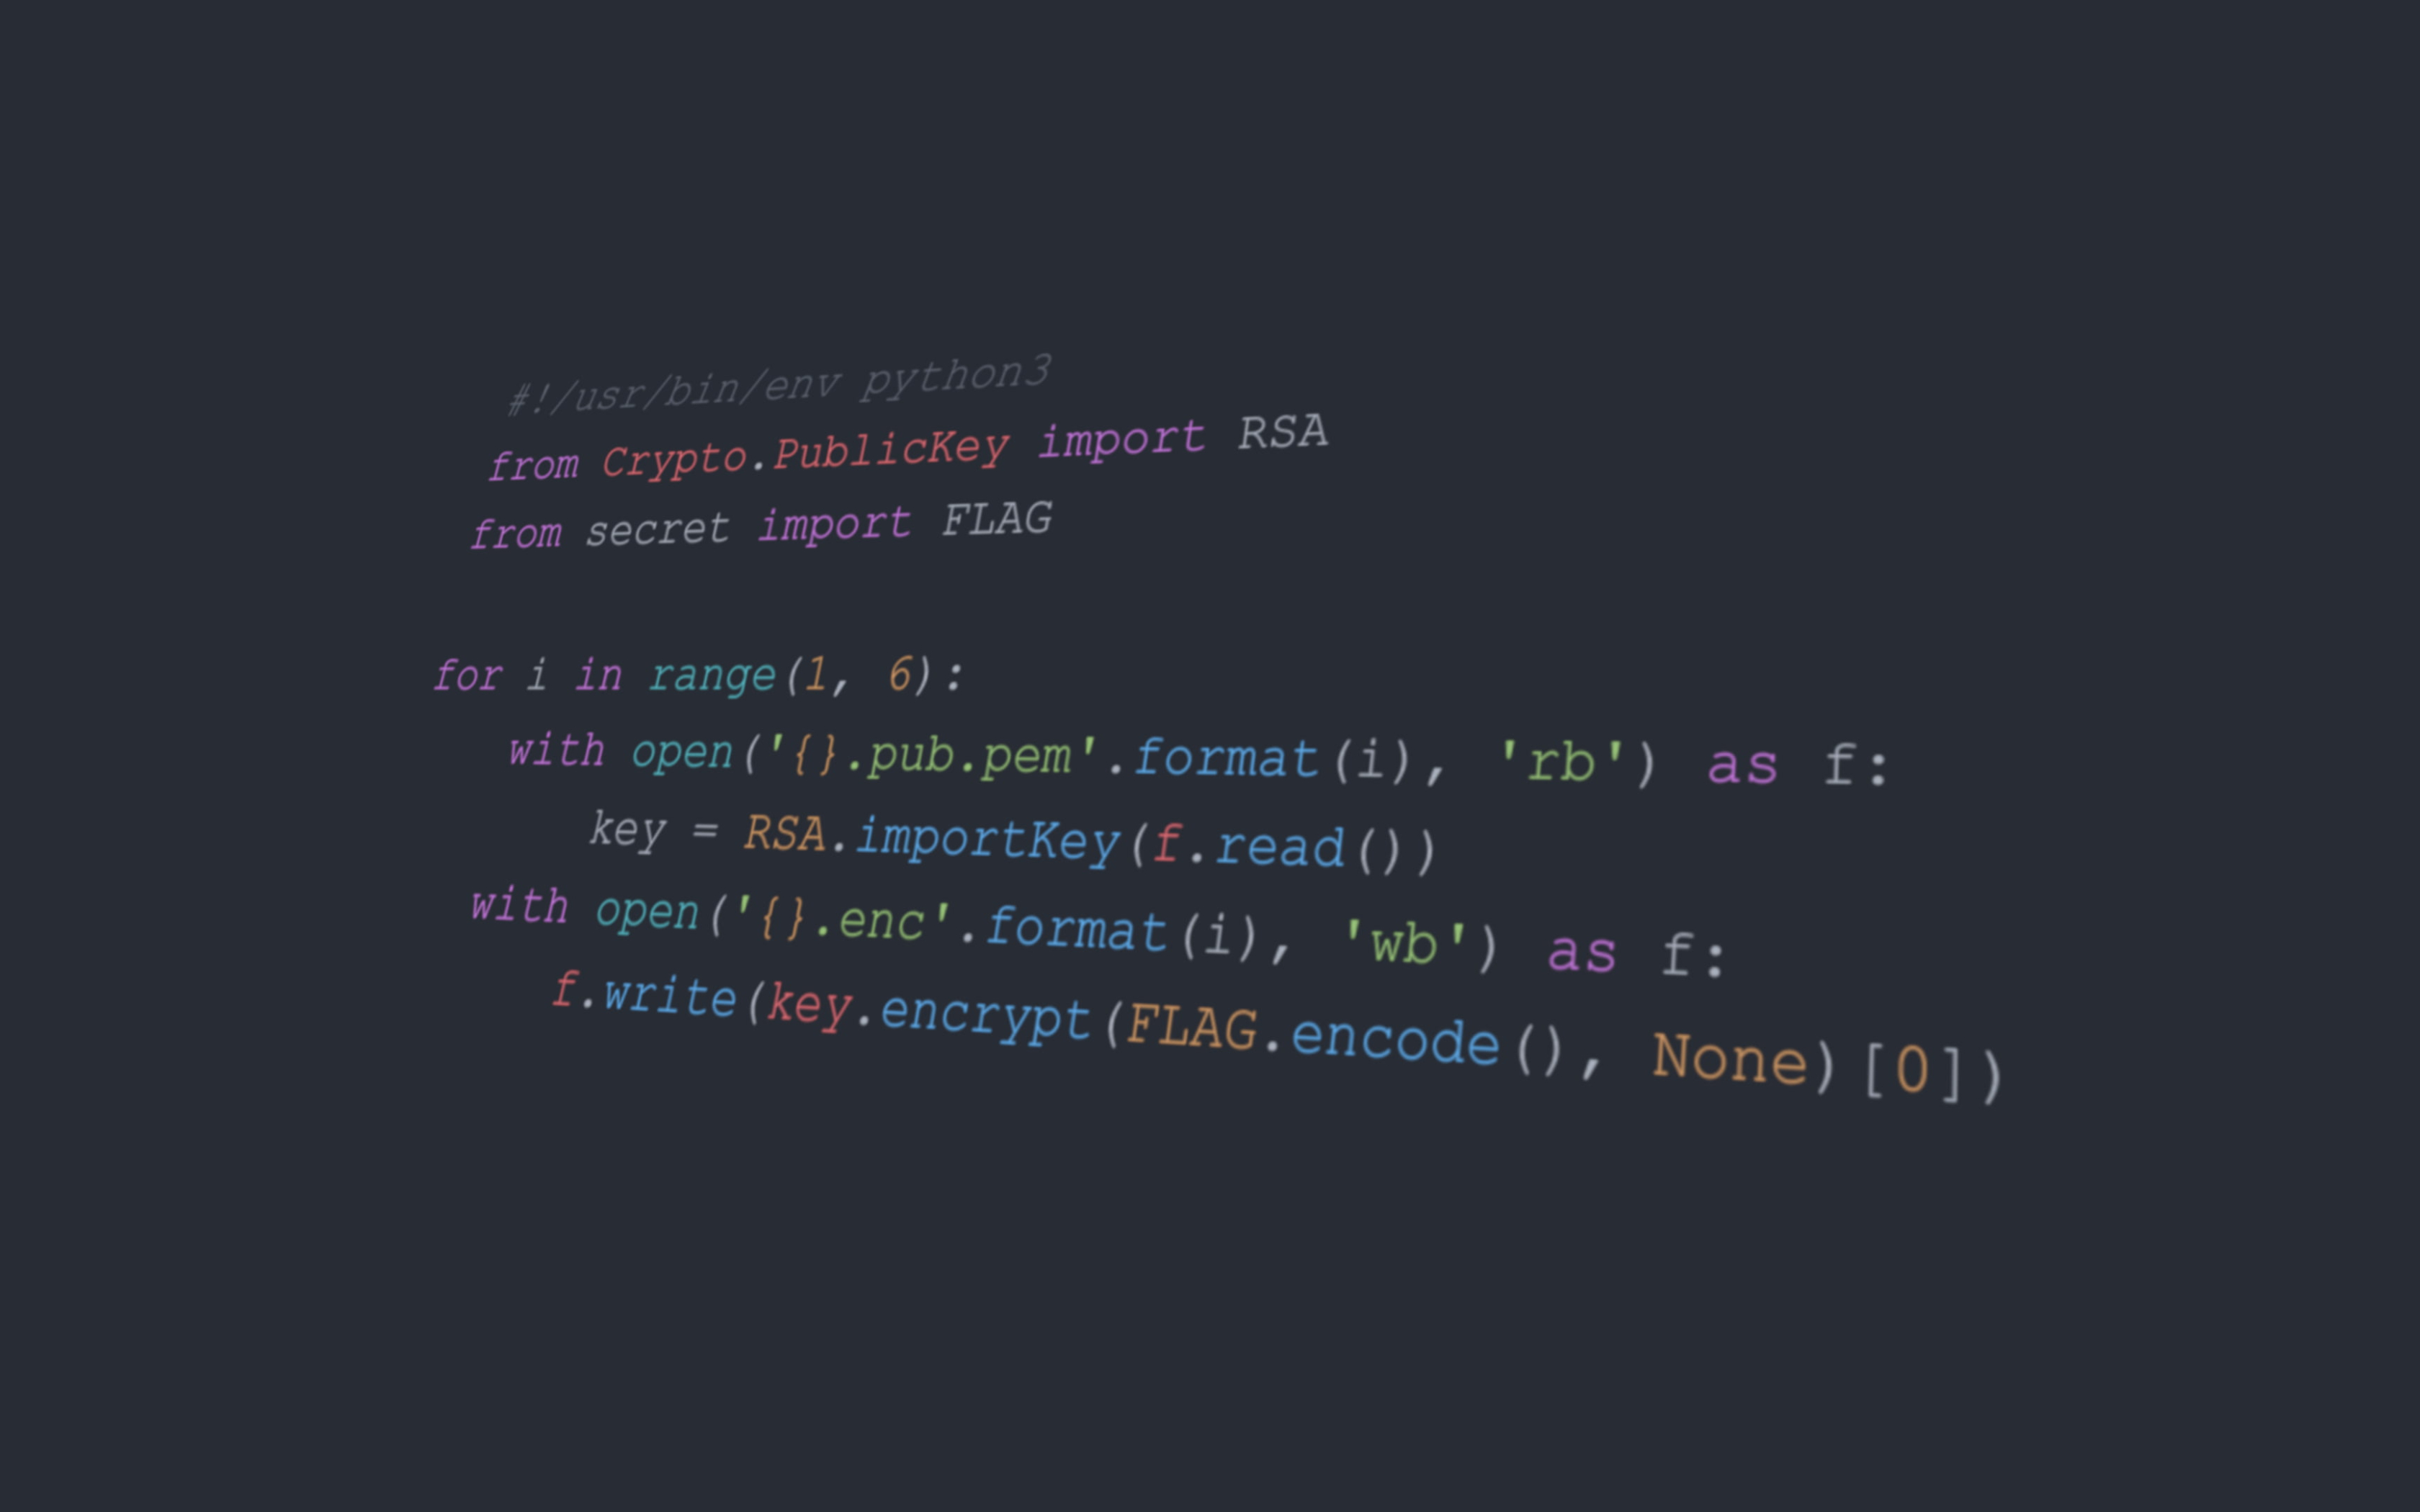 #!/usr/bin/env python3
from Crypto.PublicKey import RSA
from secret import FLAG

for i in range(1, 6):
    with open('{}.pub.pem'.format(i), 'rb') as f:
        key = RSA.importKey(f.read())
    with open('{}.enc'.format(i), 'wb') as f:
        f.write(key.encrypt(FLAG.encode(), None)[0])